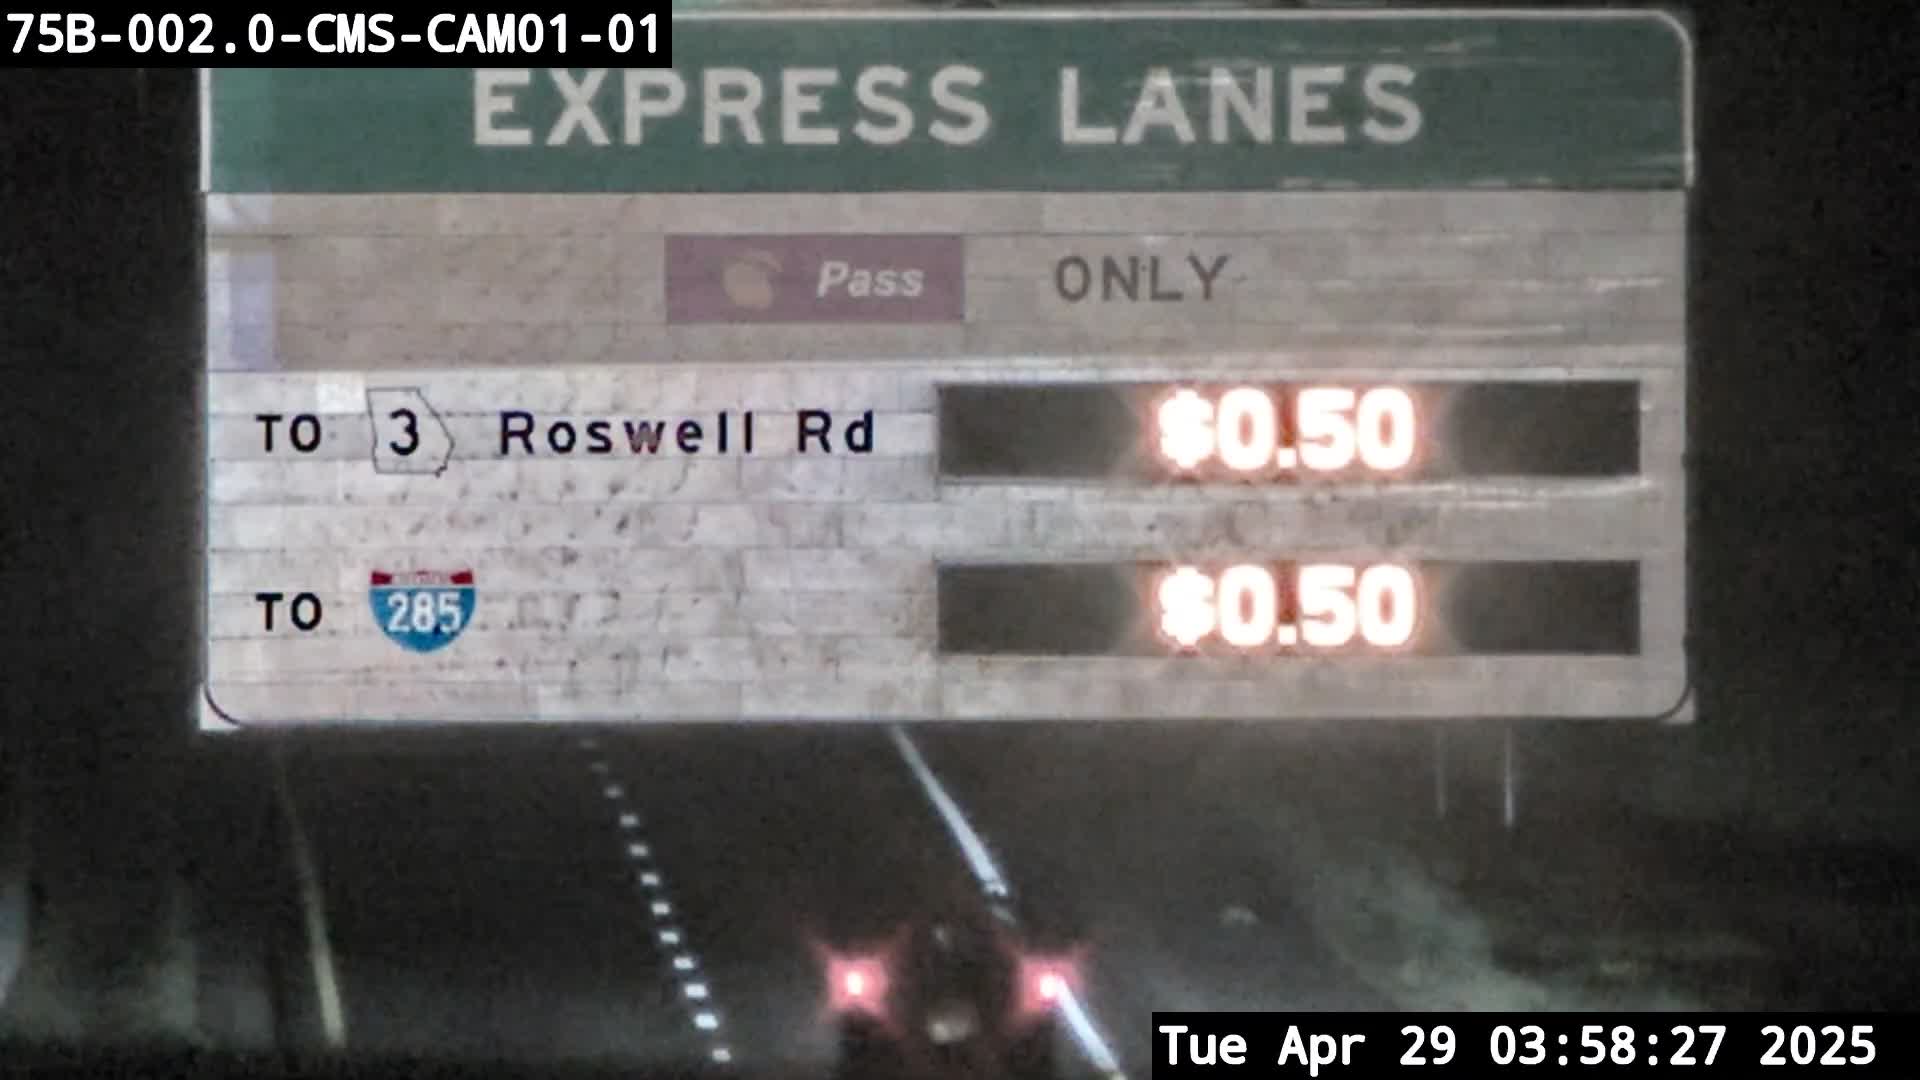 75B-002.0-CMS-CAM01-01
EXPRESS LANES
Pass ONLY
TO 3 Roswell Rd $0.50
TO 285 $0.50
Tue Apr 29 03:58:27 2025